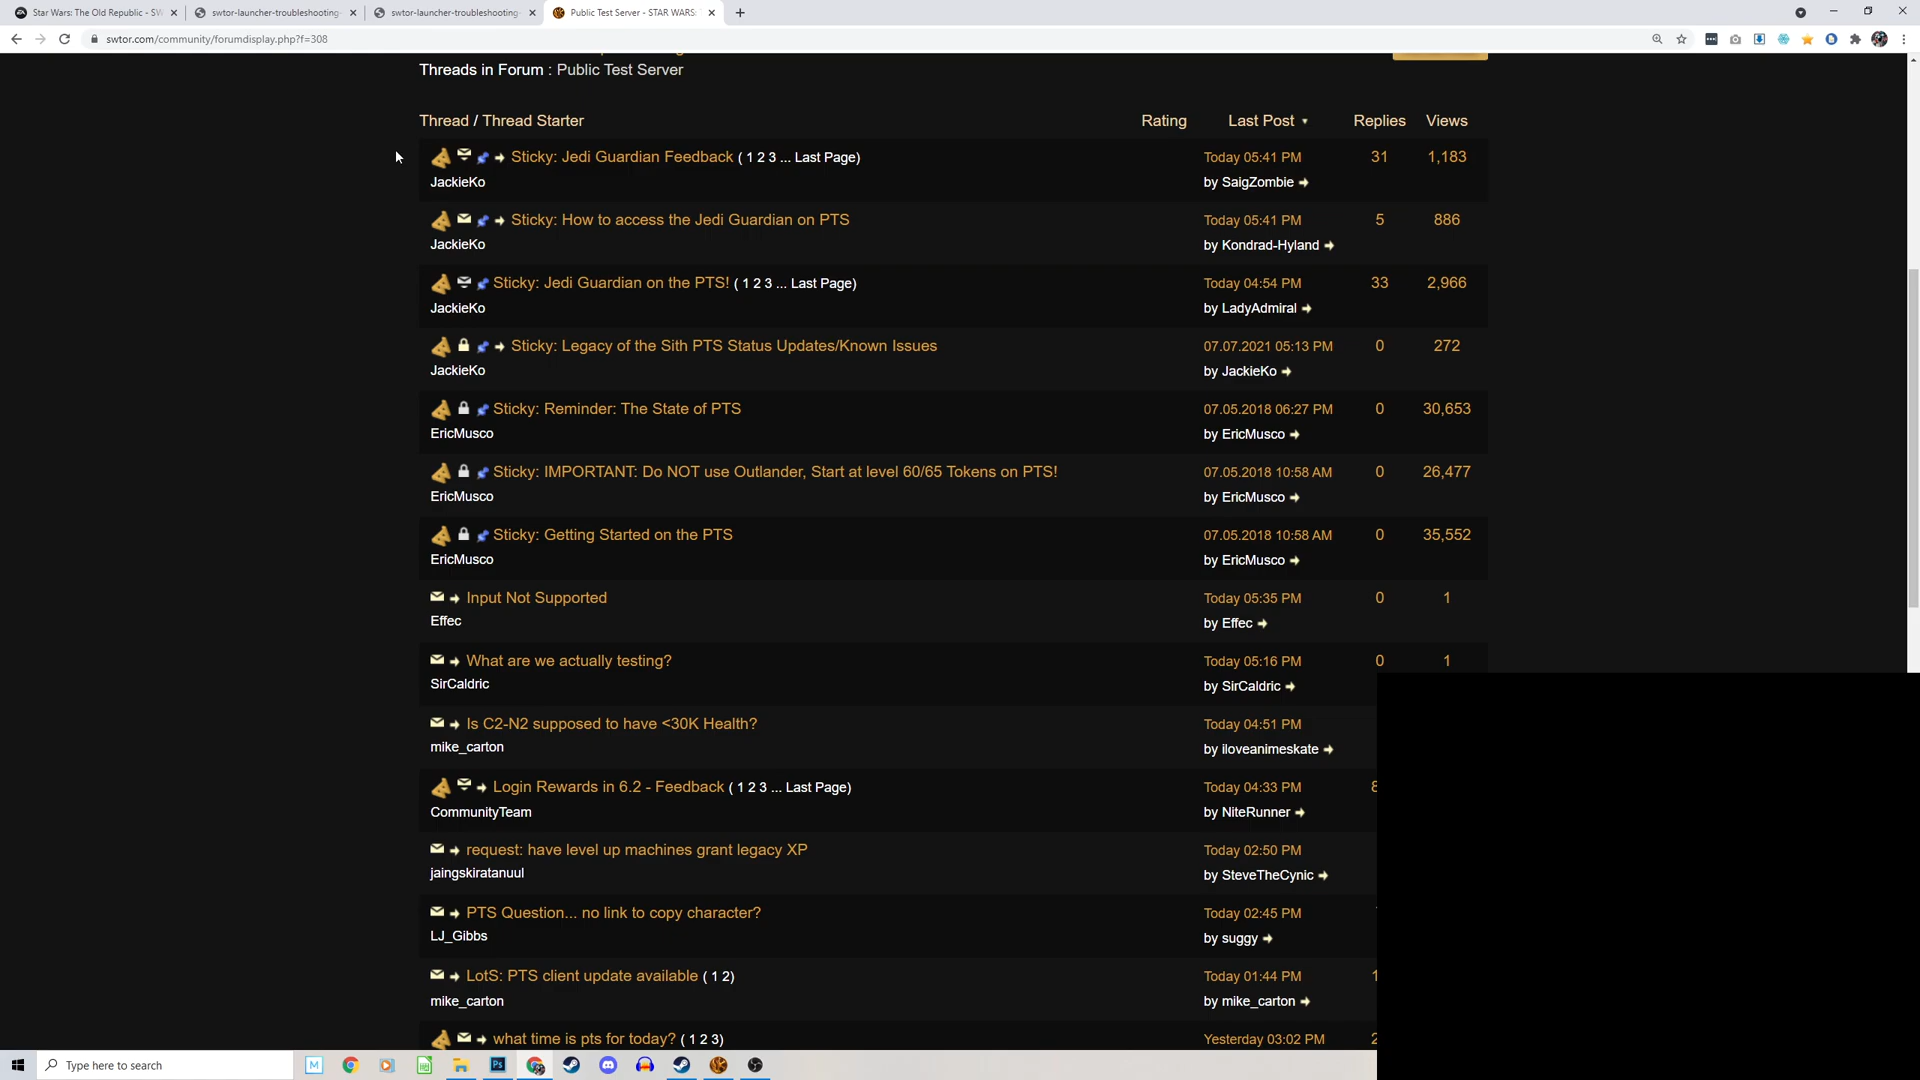 Star Wars: The Old Republic - SW
swtor-launcher-troubleshooting-
swtor-launcher-troubleshooting-
Public Test Server - STAR WARS:
swtor.com/community/forumdisplay.php?f=308
Threads in Forum : Public Test Server
Thread / Thread Starter Rating Last Post Replies Views
Sticky: Jedi Guardian Feedback ( 1 2 3 ... Last Page) Today 05:41 PM 31 1,183
JackieKo by SaigZombie
Sticky: How to access the Jedi Guardian on PTS Today 05:41 PM 5 886
JackieKo by Kondrad-Hyland
Sticky: Jedi Guardian on the PTS! ( 1 2 3 ... Last Page) Today 04:54 PM 33 2,966
JackieKo by LadyAdmiral
Sticky: Legacy of the Sith PTS Status Updates/Known Issues 07.07.2021 05:13 PM 0 272
JackieKo by JackieKo
Sticky: Reminder: The State of PTS 07.05.2018 06:27 PM 0 30,653
EricMusco by EricMusco
Sticky: IMPORTANT: Do NOT use Outlander, Start at level 60/65 Tokens on PTS! 07.05.2018 10:58 AM 0 26,477
EricMusco by EricMusco
Sticky: Getting Started on the PTS 07.05.2018 10:58 AM 0 35,552
EricMusco by EricMusco
Input Not Supported Today 05:35 PM 0 1
Effec by Effec
What are we actually testing? Today 05:16 PM 0 1
SirCaldric by SirCaldric
Is C2-N2 supposed to have <30K Health? Today 04:51 PM
mike_carton by iloveanimeskate
Login Rewards in 6.2 - Feedback ( 1 2 3 ... Last Page) Today 04:33 PM
CommunityTeam by NiteRunner
request: have level up machines grant legacy XP Today 02:50 PM
jaingskiratanuul by SteveTheCynic
PTS Question... no link to copy character? Today 02:45 PM
LJ_Gibbs by suggy
LotS: PTS client update available ( 1 2) Today 01:44 PM
mike_carton by mike_carton
what time is pts for today? ( 1 2 3) Yesterday 03:02 PM
Type here to search